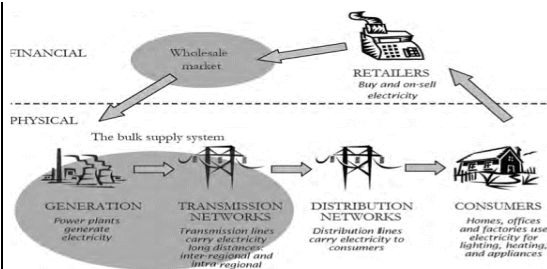 FINANCIAL
Wholesale
market
RETAILERS
Buy and on-sell
electricity
PHYSICAL
The bulk supply system
GENERATION
Power plants
generate
electricity
TRANSMISSION
NETWORKS
Transmission lines
carry electricity
long distances:
inter-regional and
intra-regional
DISTRIBUTION
NETWORKS
Distribution lines
carry electricity to
consumers
CONSUMERS
Homes, offices
and factories use
electricity for
lighting, heating,
and appliances